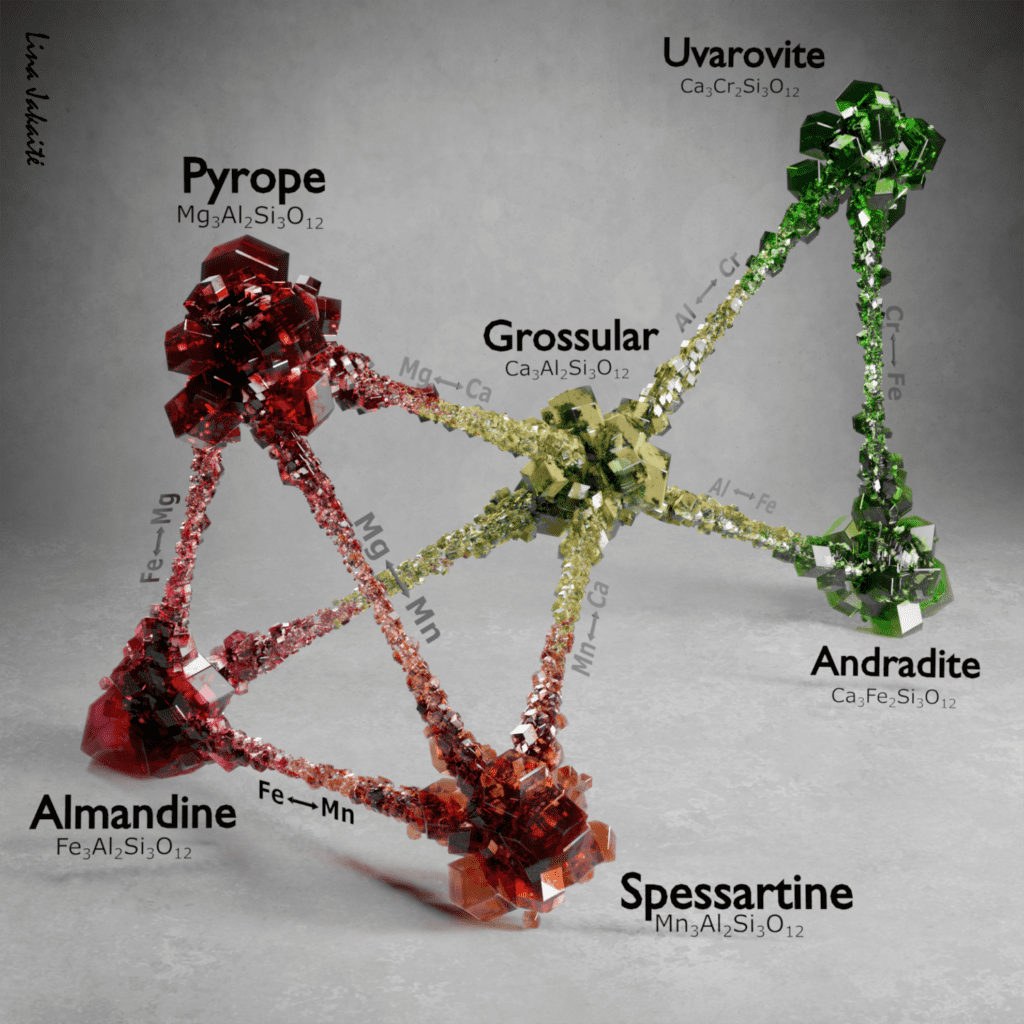 Lina Jakaitė
Uvarovite
Ca₃Cr₂Si₃O₁₂
Pyrope
Mg₃Al₂Si₃O₁₂
Al↔Cr
Cr↔Fe
Grossular
Ca₃Al₂Si₃O₁₂
Mg↔Ca
Al↔Fe
Fe↔Mg
Mg↔Mn
Mn↔Ca
Andradite
Ca₃Fe₂Si₃O₁₂
Fe↔Mn
Almandine
Fe₃Al₂Si₃O₁₂
Spessartine
Mn₃Al₂Si₃O₁₂